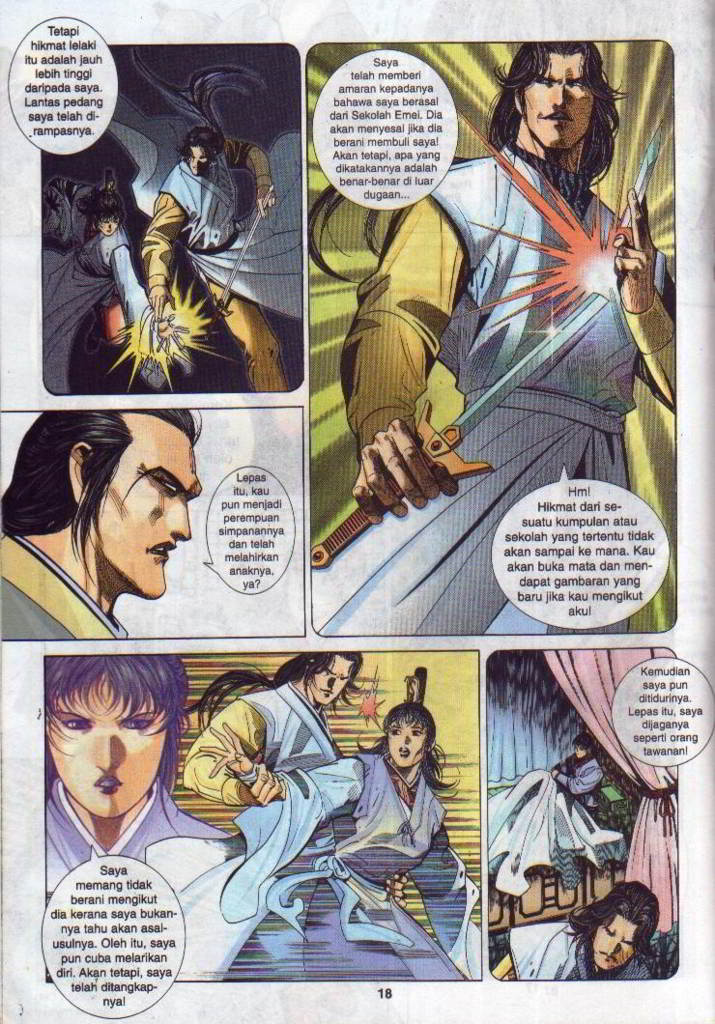 Tetapi
hikmat lelaki
itu adalah jauh
lebih tinggi
daripada saya.
Lantas pedang
saya telah di-
rampasnya.
Saya
telah memberi
amaran kepadanya
bahawa saya berasal
dari Sekolah Emei. Dia
akan menyesal jika dia
berani membuli saya!
Akan tetapi, apa yang
dikatakannya adalah
benar-benar di luar
dugaan...
Hm!
Hikmat dari se-
suatu kumpulan atau
sekolah yang tertentu tidak
akan sampai ke mana. Kau
akan buka mata dan men-
dapat gambaran yang
baru jika kau mengikut
aku!
Lepas
itu, kau
pun menjadi
perempuan
simpanannya
dan telah
melahirkan
anaknya,
ya?
Saya
memang tidak
berani mengikut
dia kerana saya bukan-
nya tahu akan asal-
usulnya. Oleh itu, saya
pun cuba melarikan
diri. Akan tetapi, saya
telah ditangkap-
nya!
Kemudian
saya pun
ditidurinya.
Lepas itu, saya
dijaganya
seperti orang
tawanan!
18